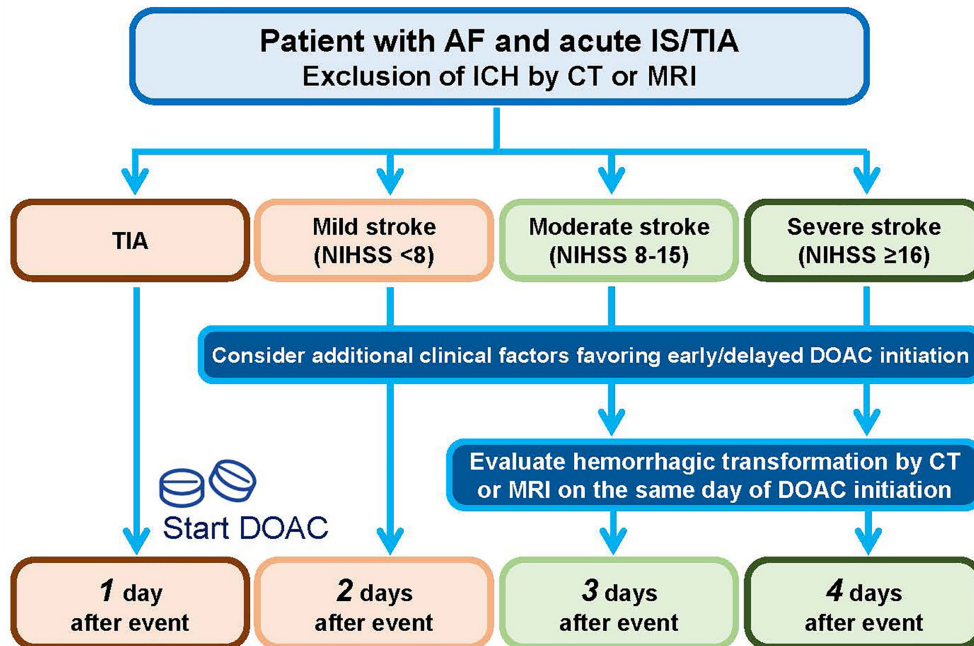 Patient with AF and acute IS/TIA
Exclusion of ICH by CT or MRI
TIA
Mild stroke
(NIHSS <8)
Moderate stroke
(NIHSS 8-15)
Severe stroke
(NIHSS ≥16)
Consider additional clinical factors favoring early/delayed DOAC initiation
Evaluate hemorrhagic transformation by CT
or MRI on the same day of DOAC initiation
Start DOAC
1 day
after event
2 days
after event
3 days
after event
4 days
after event